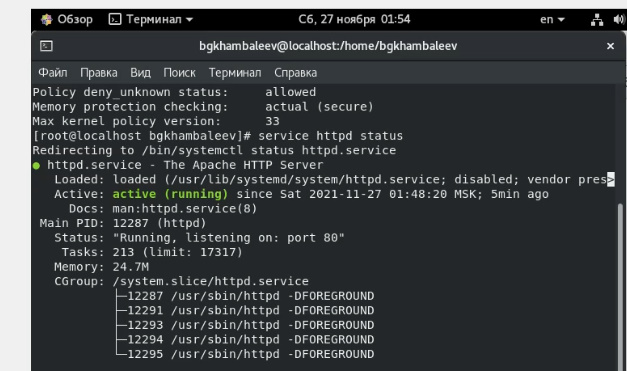 Обзор Терминал Сб, 27 ноября 01:54 en
bgkhambaleev@localhost:/home/bgkhambaleev ×
Файл Правка Вид Поиск Терминал Справка
Policy deny_unknown status:     allowed
Memory protection checking:     actual (secure)
Max kernel policy version:      33
[root@localhost bgkhambaleev]# service httpd status
Redirecting to /bin/systemctl status httpd.service
● httpd.service - The Apache HTTP Server
   Loaded: loaded (/usr/lib/systemd/system/httpd.service; disabled; vendor pres>
   Active: active (running) since Sat 2021-11-27 01:48:20 MSK; 5min ago
     Docs: man:httpd.service(8)
 Main PID: 12287 (httpd)
   Status: "Running, listening on: port 80"
    Tasks: 213 (limit: 17317)
   Memory: 24.7M
   CGroup: /system.slice/httpd.service
           ├─12287 /usr/sbin/httpd -DFOREGROUND
           ├─12291 /usr/sbin/httpd -DFOREGROUND
           ├─12293 /usr/sbin/httpd -DFOREGROUND
           ├─12294 /usr/sbin/httpd -DFOREGROUND
           └─12295 /usr/sbin/httpd -DFOREGROUND